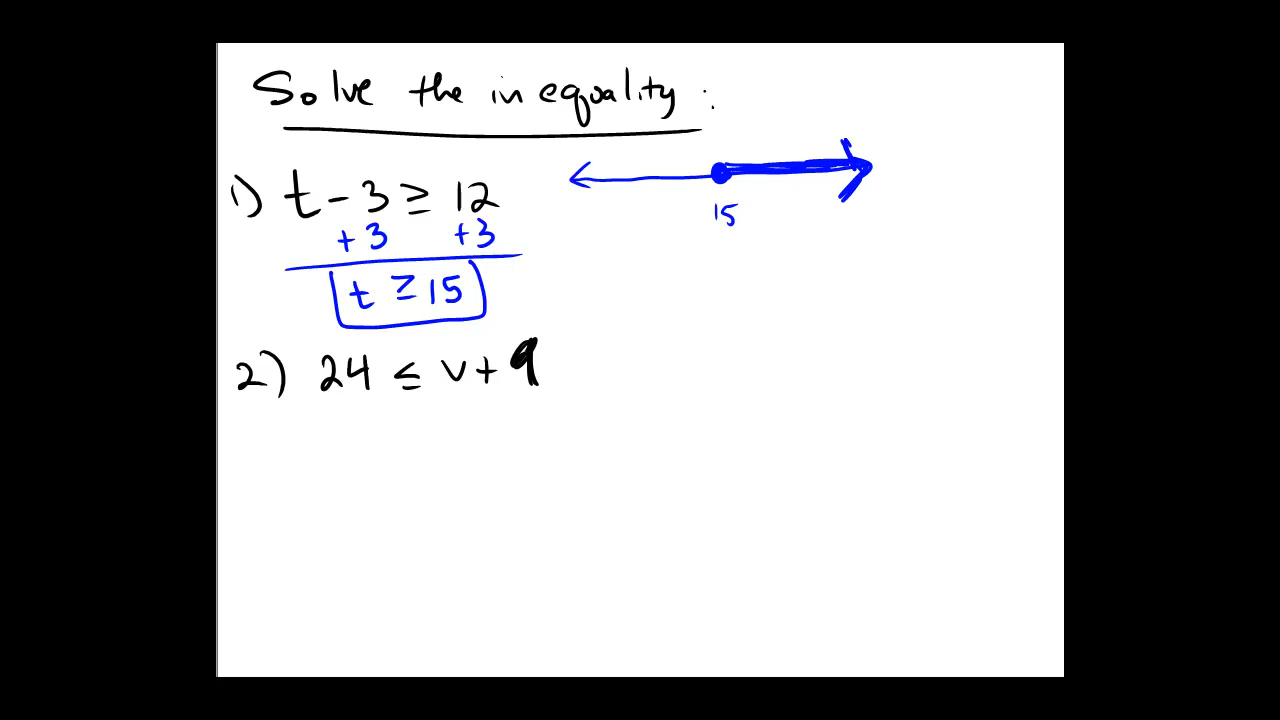 Solve the inequality:
1) t - 3 ≥ 12
+3 +3
t ≥ 15
15
2) 24 ≤ v + 9